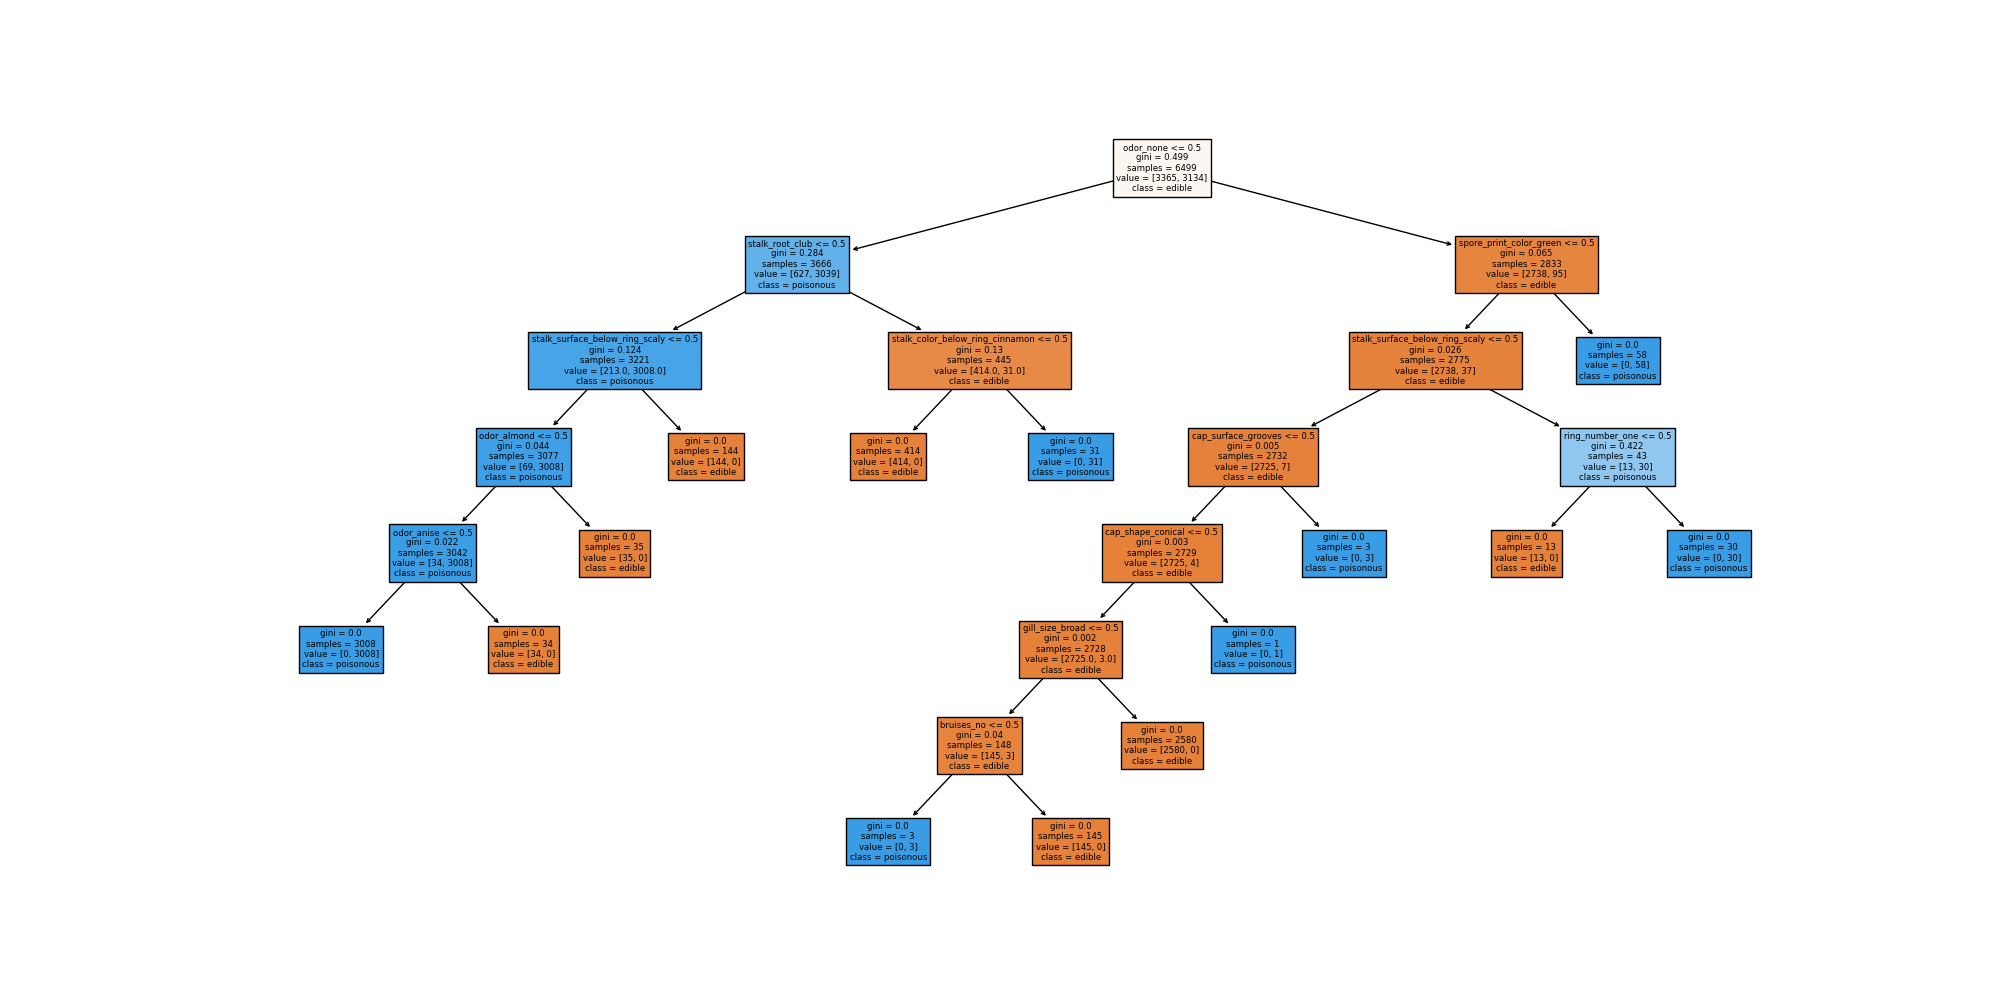 odor_none <= 0.5
gini = 0.499
samples = 6499
value = [3365, 3134]
class = edible
stalk_root_club <= 0.5
gini = 0.284
samples = 3666
value = [627, 3039]
class = poisonous
spore_print_color_green <= 0.5
gini = 0.065
samples = 2833
value = [2738, 95]
class = edible
stalk_surface_below_ring_scaly <= 0.5
gini = 0.124
samples = 3221
value = [213.0, 3008.0]
class = poisonous
stalk_color_below_ring_cinnamon <= 0.5
gini = 0.13
samples = 445
value = [414.0, 31.0]
class = edible
stalk_surface_below_ring_scaly <= 0.5
gini = 0.026
samples = 2775
value = [2738, 37]
class = edible
gini = 0.0
samples = 58
value = [0, 58]
class = poisonous
odor_almond <= 0.5
gini = 0.044
samples = 3077
value = [69, 3008]
class = poisonous
gini = 0.0
samples = 144
value = [144, 0]
class = edible
gini = 0.0
samples = 414
value = [414, 0]
class = edible
gini = 0.0
samples = 31
value = [0, 31]
class = poisonous
cap_surface_grooves <= 0.5
gini = 0.005
samples = 2732
value = [2725, 7]
class = edible
ring_number_one <= 0.5
gini = 0.422
samples = 43
value = [13, 30]
class = poisonous
odor_anise <= 0.5
gini = 0.022
samples = 3042
value = [34, 3008]
class = poisonous
gini = 0.0
samples = 35
value = [35, 0]
class = edible
cap_shape_conical <= 0.5
gini = 0.003
samples = 2729
value = [2725, 4]
class = edible
gini = 0.0
samples = 3
value = [0, 3]
class = poisonous
gini = 0.0
samples = 13
value = [13, 0]
class = edible
gini = 0.0
samples = 30
value = [0, 30]
class = poisonous
gini = 0.0
samples = 3008
value = [0, 3008]
class = poisonous
gini = 0.0
samples = 34
value = [34, 0]
class = edible
gill_size_broad <= 0.5
gini = 0.002
samples = 2728
value = [2725.0, 3.0]
class = edible
gini = 0.0
samples = 1
value = [0, 1]
class = poisonous
bruises_no <= 0.5
gini = 0.04
samples = 148
value = [145, 3]
class = edible
gini = 0.0
samples = 2580
value = [2580, 0]
class = edible
gini = 0.0
samples = 3
value = [0, 3]
class = poisonous
gini = 0.0
samples = 145
value = [145, 0]
class = edible